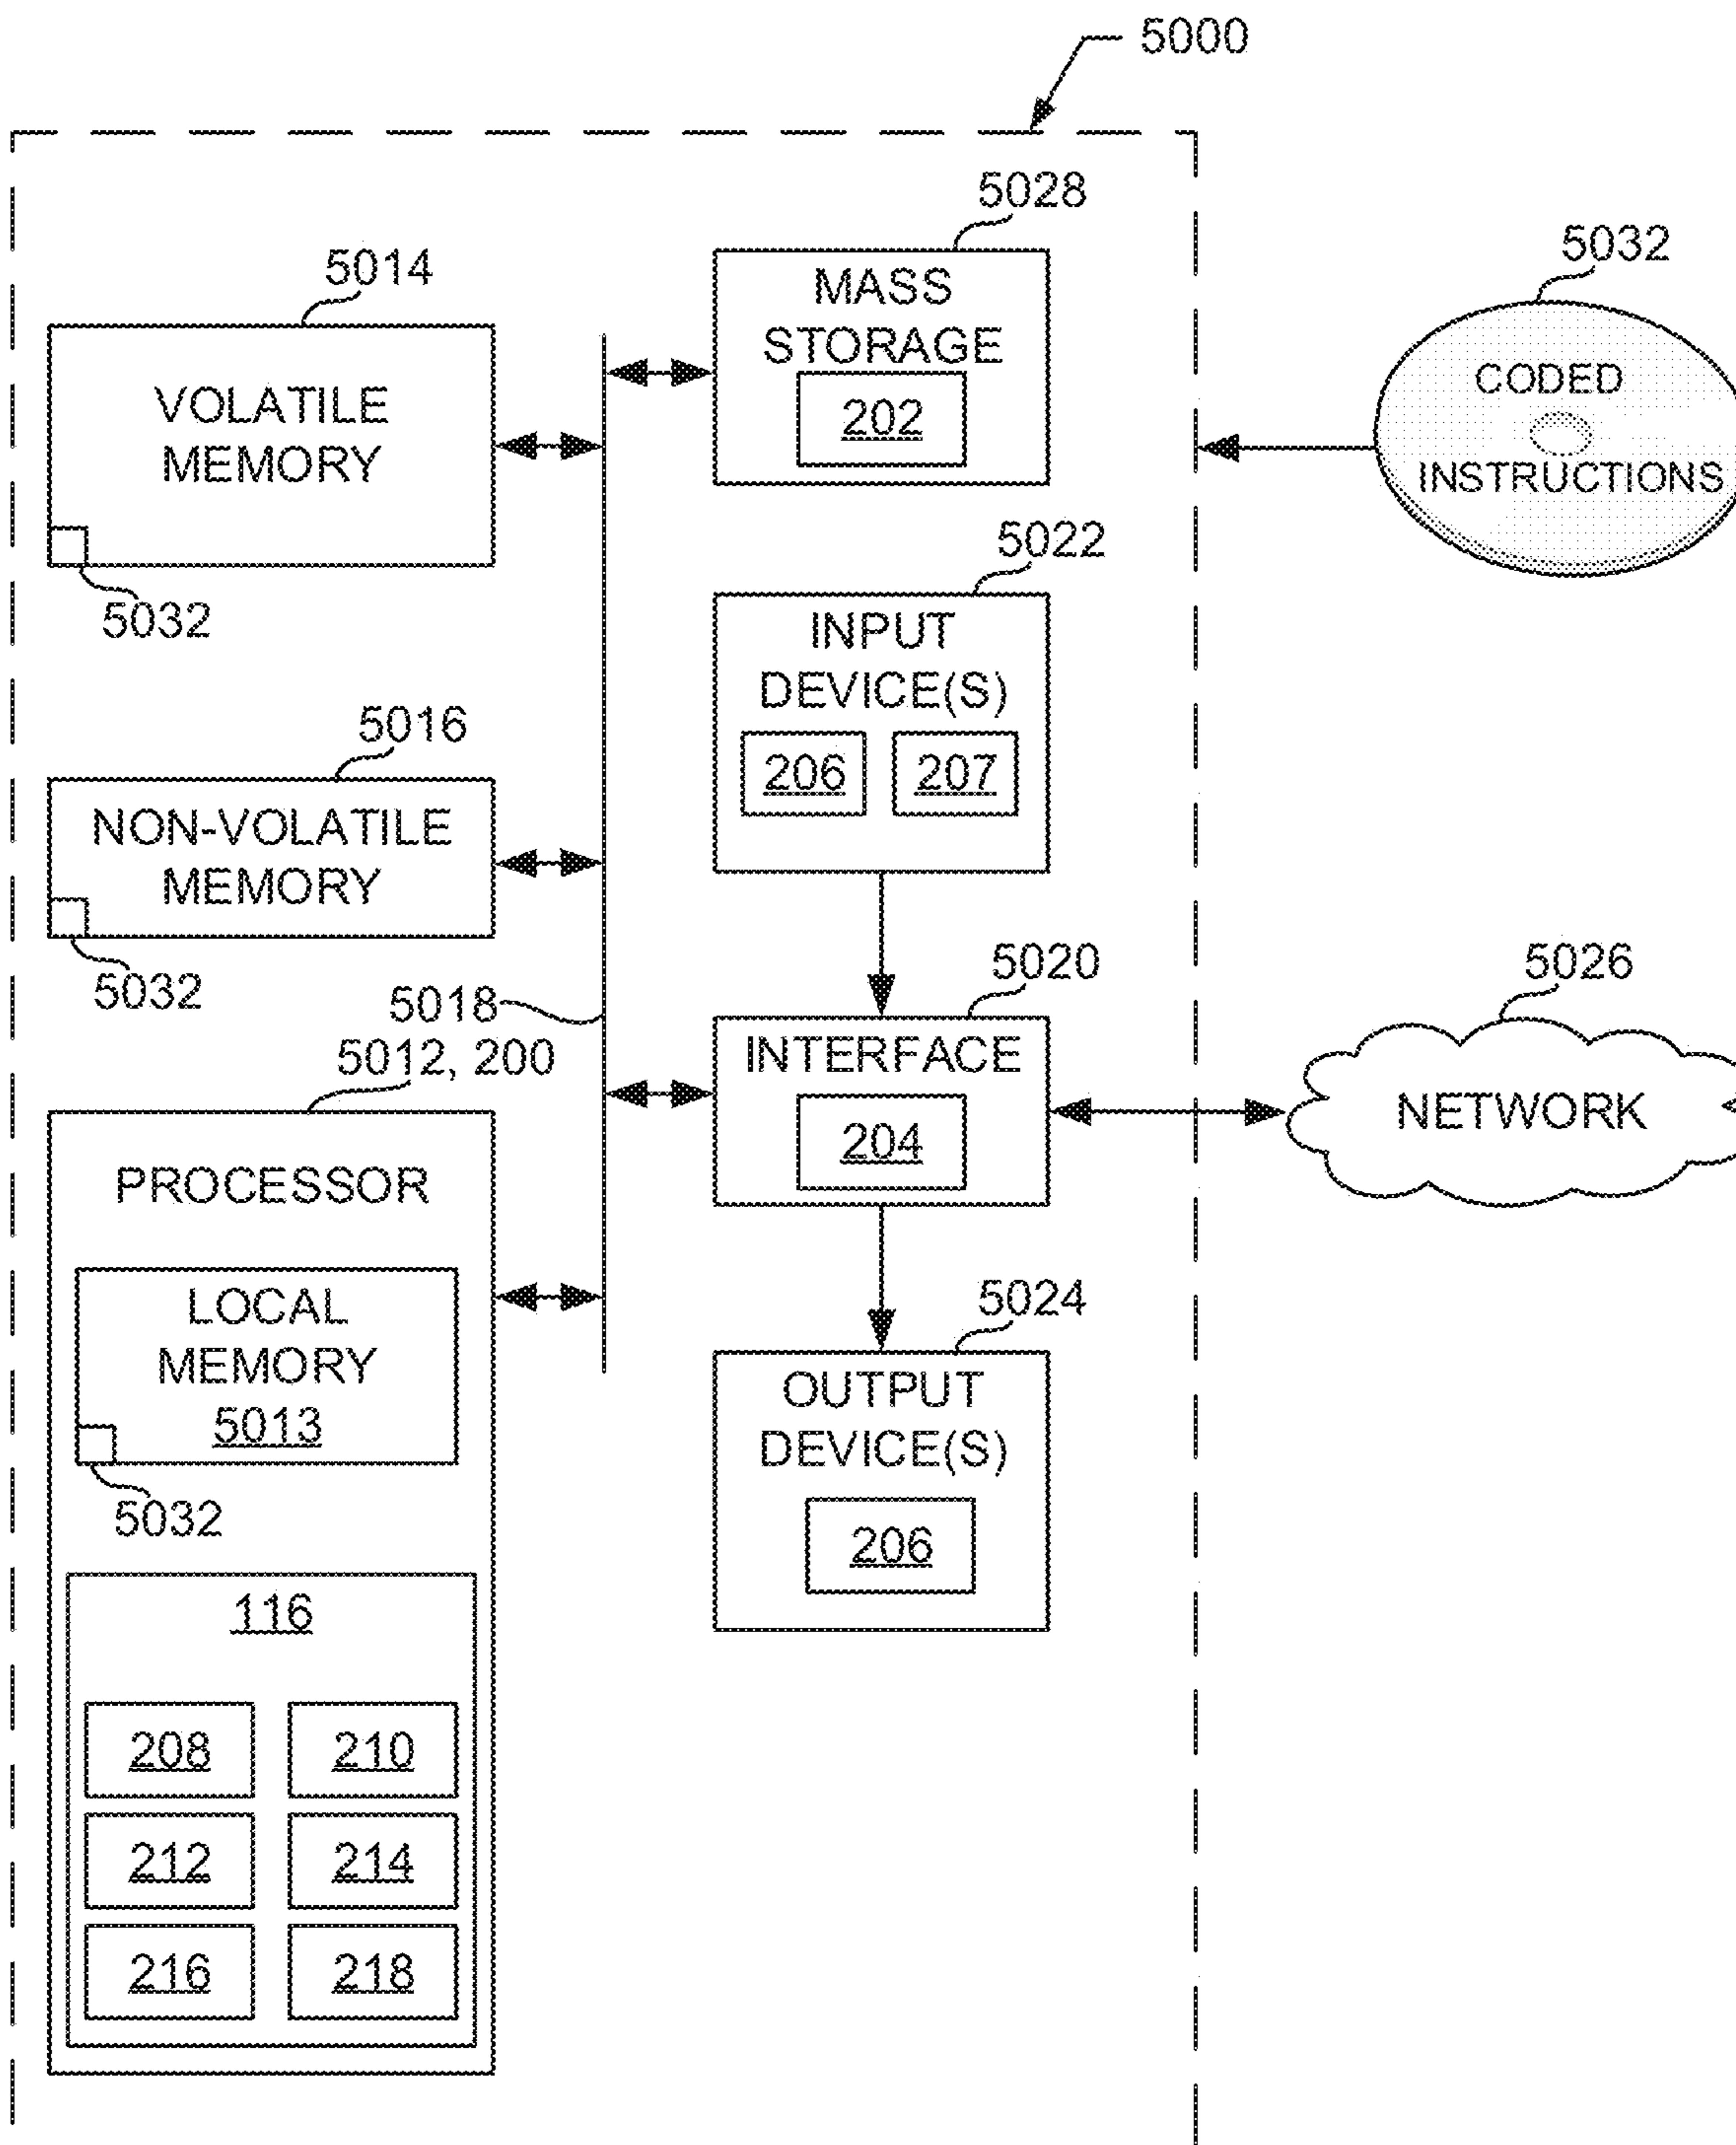 5000
5028
MASS
STORAGE
202
5014
VOLATILE
MEMORY
5032
5032
CODED
INSTRUCTIONS
5022
INPUT
DEVICE(S)
206 207
5016
NON-VOLATILE
MEMORY
5032
5018
5020
INTERFACE
204
5026
NETWORK
5012, 200
PROCESSOR
LOCAL
MEMORY
5013
5032
5024
OUTPUT
DEVICE(S)
206
116
208 210
212 214
216 218